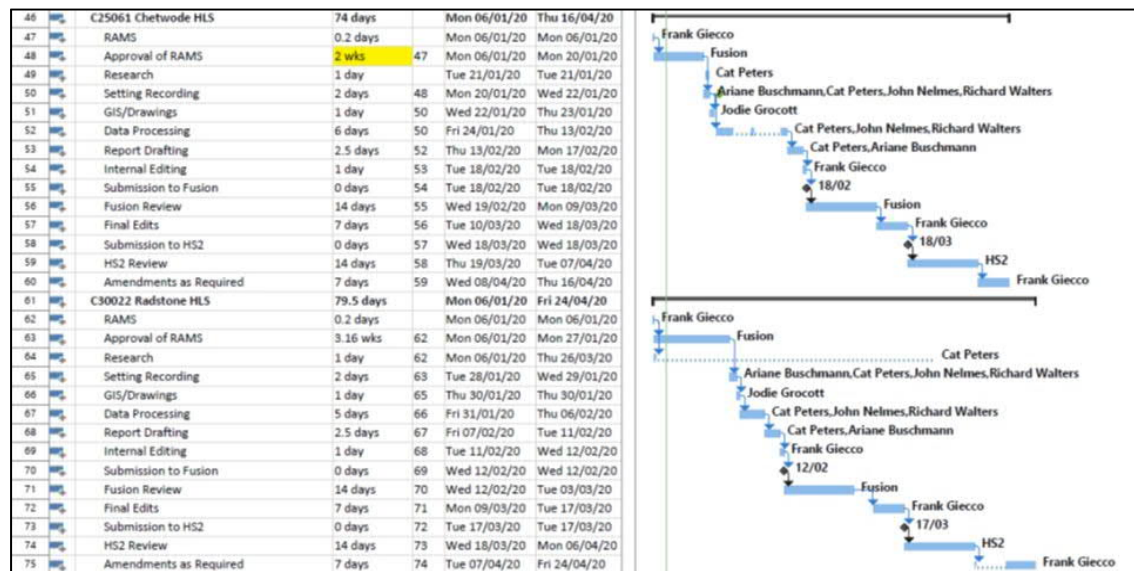 46 C25061 Chetwode HLS 74 days Mon 06/01/20 Thu 16/04/20
47 RAMS 0.2 days Mon 06/01/20 Mon 06/01/20 Frank Giecco
48 Approval of RAMS 2 wks 47 Mon 06/01/20 Mon 20/01/20 Fusion
49 Research 1 day Tue 21/01/20 Tue 21/01/20 Cat Peters
50 Setting Recording 2 days 48 Mon 20/01/20 Wed 22/01/20 Ariane Buschmann,Cat Peters,John Nelmes,Richard Walters
51 GIS/Drawings 1 day 50 Wed 22/01/20 Thu 23/01/20 Jodie Grocott
52 Data Processing 6 days 50 Fri 24/01/20 Thu 13/02/20 Cat Peters,John Nelmes,Richard Walters
53 Report Drafting 2.5 days 52 Thu 13/02/20 Mon 17/02/20 Cat Peters,Ariane Buschmann
54 Internal Editing 1 day 53 Tue 18/02/20 Tue 18/02/20 Frank Giecco
55 Submission to Fusion 0 days 54 Tue 18/02/20 Tue 18/02/20 18/02
56 Fusion Review 14 days 55 Wed 19/02/20 Mon 09/03/20 Fusion
57 Final Edits 7 days 56 Tue 10/03/20 Wed 18/03/20 Frank Giecco
58 Submission to HS2 0 days 57 Wed 18/03/20 Wed 18/03/20 18/03
59 HS2 Review 14 days 58 Thu 19/03/20 Tue 07/04/20 HS2
60 Amendments as Required 7 days 59 Wed 08/04/20 Thu 16/04/20 Frank Giecco
61 C30022 Radstone HLS 79.5 days Mon 06/01/20 Fri 24/04/20
62 RAMS 0.2 days Mon 06/01/20 Mon 06/01/20 Frank Giecco
63 Approval of RAMS 3.16 wks 62 Mon 06/01/20 Mon 27/01/20 Fusion
64 Research 1 day 62 Mon 06/01/20 Thu 26/03/20 Cat Peters
65 Setting Recording 2 days 63 Tue 28/01/20 Wed 29/01/20 Ariane Buschmann,Cat Peters,John Nelmes,Richard Walters
66 GIS/Drawings 1 day 65 Thu 30/01/20 Thu 30/01/20 Jodie Grocott
67 Data Processing 5 days 66 Fri 31/01/20 Thu 06/02/20 Cat Peters,John Nelmes,Richard Walters
68 Report Drafting 2.5 days 67 Fri 07/02/20 Tue 11/02/20 Cat Peters,Ariane Buschmann
69 Internal Editing 1 day 68 Tue 11/02/20 Wed 12/02/20 Frank Giecco
70 Submission to Fusion 0 days 69 Wed 12/02/20 Wed 12/02/20 12/02
71 Fusion Review 14 days 70 Wed 12/02/20 Tue 03/03/20 Fusion
72 Final Edits 7 days 71 Mon 09/03/20 Tue 17/03/20 Frank Giecco
73 Submission to HS2 0 days 72 Tue 17/03/20 Tue 17/03/20 17/03
74 HS2 Review 14 days 73 Wed 18/03/20 Mon 06/04/20 HS2
75 Amendments as Required 7 days 74 Tue 07/04/20 Fri 24/04/20 Frank Giecco